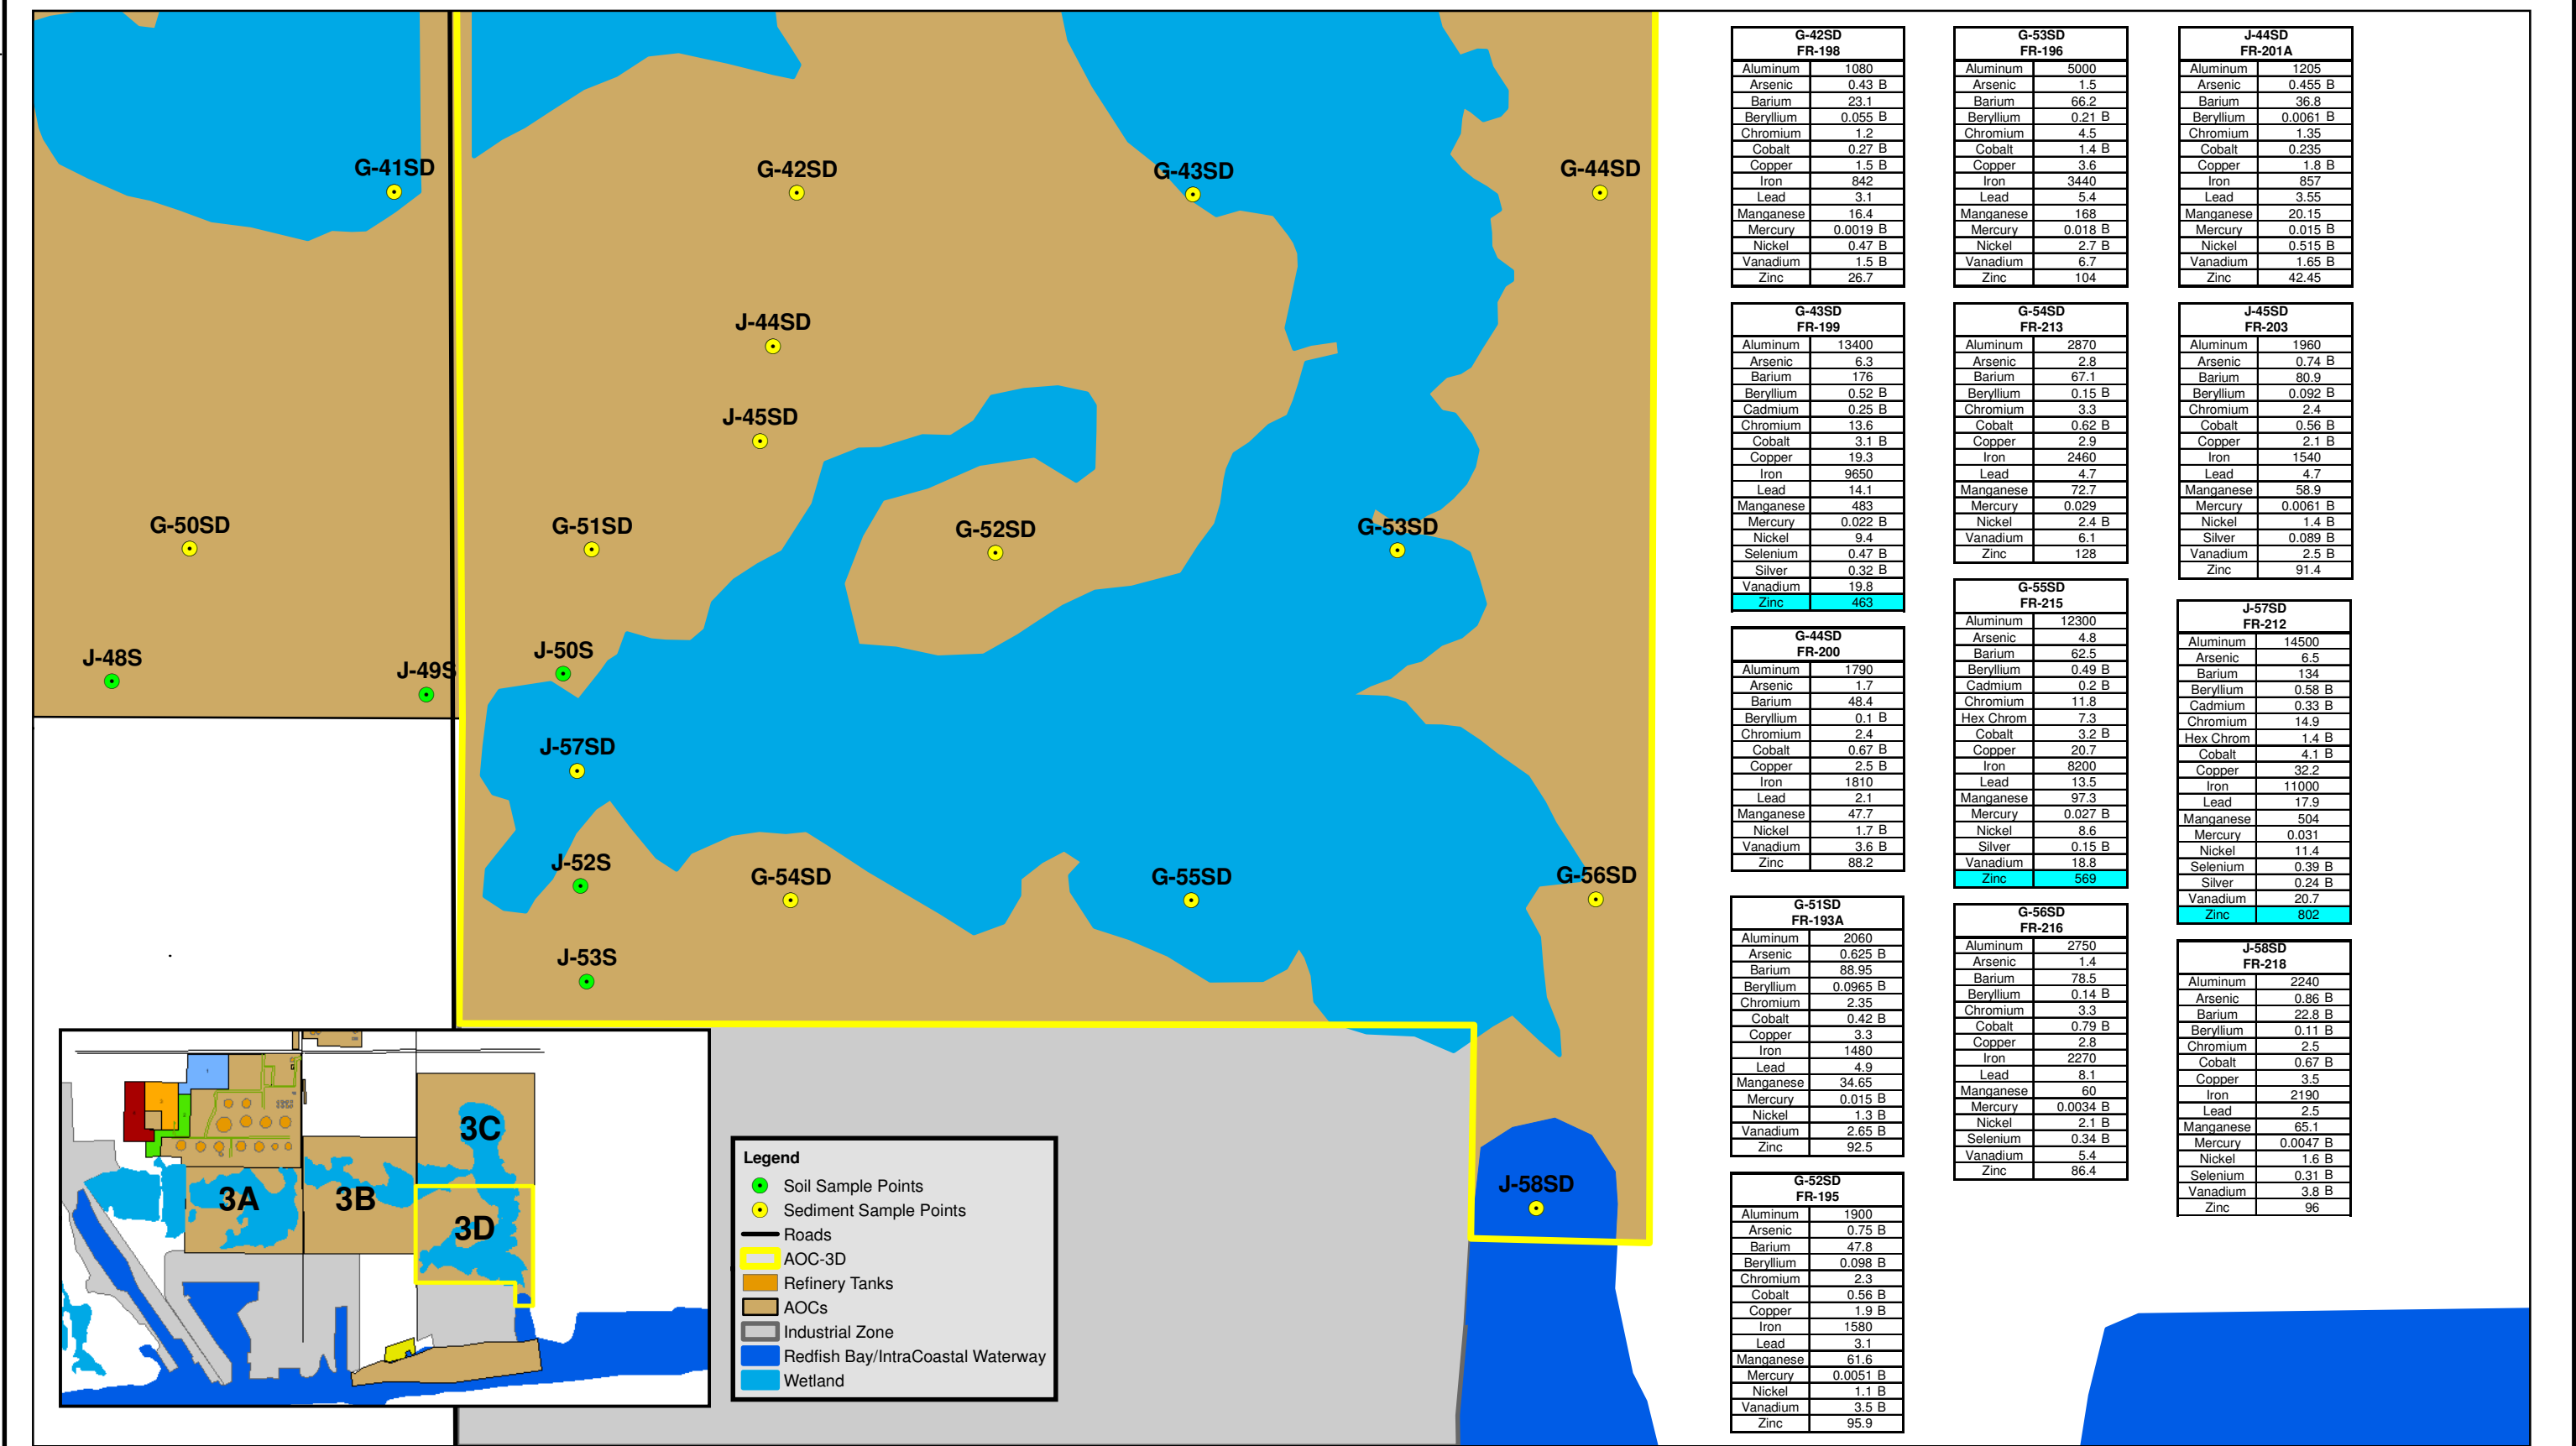 G-41SD
G-42SD
G-43SD
G-44SD
J-44SD
J-45SD
G-50SD
G-51SD
G-52SD
G-53SD
J-48S
J-49S
J-50S
J-57SD
J-52S
G-54SD
G-55SD
G-56SD
J-53S
J-58SD
3A
3B
3C
3D
Legend
Soil Sample Points
Sediment Sample Points
Roads
AOC-3D
Refinery Tanks
AOCs
Industrial Zone
Redfish Bay/IntraCoastal Waterway
Wetland
G-42SD
FR-198
Aluminum 1080
Arsenic 0.43 B
Barium 23.1
Beryllium 0.055 B
Chromium 1.2
Cobalt 0.27 B
Copper 1.5 B
Iron 842
Lead 3.1
Manganese 16.4
Mercury 0.0019 B
Nickel 0.47 B
Vanadium 1.5 B
Zinc 26.7
G-43SD
FR-199
Aluminum 13400
Arsenic 6.3
Barium 176
Beryllium 0.52 B
Cadmium 0.25 B
Chromium 13.6
Cobalt 3.1 B
Copper 19.3
Iron 9650
Lead 14.1
Manganese 483
Mercury 0.022 B
Nickel 9.4
Selenium 0.47 B
Silver 0.32 B
Vanadium 19.8
Zinc 463
G-44SD
FR-200
Aluminum 1790
Arsenic 1.7
Barium 48.4
Beryllium 0.1 B
Chromium 2.4
Cobalt 0.67 B
Copper 2.5 B
Iron 1810
Lead 2.1
Manganese 47.7
Nickel 1.7 B
Vanadium 3.6 B
Zinc 88.2
G-51SD
FR-193A
Aluminum 2060
Arsenic 0.625 B
Barium 88.95
Beryllium 0.0965 B
Chromium 2.35
Cobalt 0.42 B
Copper 3.3
Iron 1480
Lead 4.9
Manganese 34.65
Mercury 0.015 B
Nickel 1.3 B
Vanadium 2.65 B
Zinc 92.5
G-52SD
FR-195
Aluminum 1900
Arsenic 0.75 B
Barium 47.8
Beryllium 0.098 B
Chromium 2.3
Cobalt 0.56 B
Copper 1.9 B
Iron 1580
Lead 3.1
Manganese 61.6
Mercury 0.0051 B
Nickel 1.1 B
Vanadium 3.5 B
Zinc 95.9
G-53SD
FR-196
Aluminum 5000
Arsenic 1.5
Barium 66.2
Beryllium 0.21 B
Chromium 4.5
Cobalt 1.4 B
Copper 3.6
Iron 3440
Lead 5.4
Manganese 168
Mercury 0.018 B
Nickel 2.7 B
Vanadium 6.7
Zinc 104
G-54SD
FR-213
Aluminum 2870
Arsenic 2.8
Barium 67.1
Beryllium 0.15 B
Chromium 3.3
Cobalt 0.62 B
Copper 2.9
Iron 2460
Lead 4.7
Manganese 72.7
Mercury 0.029
Nickel 2.4 B
Vanadium 6.1
Zinc 128
G-55SD
FR-215
Aluminum 12300
Arsenic 4.8
Barium 62.5
Beryllium 0.49 B
Cadmium 0.2 B
Chromium 11.8
Hex Chrom 7.3
Cobalt 3.2 B
Copper 20.7
Iron 8200
Lead 13.5
Manganese 97.3
Mercury 0.027 B
Nickel 8.6
Silver 0.15 B
Vanadium 18.8
Zinc 569
G-56SD
FR-216
Aluminum 2750
Arsenic 1.4
Barium 78.5
Beryllium 0.14 B
Chromium 3.3
Cobalt 0.79 B
Copper 2.8
Iron 2270
Lead 8.1
Manganese 60
Mercury 0.0034 B
Nickel 2.1 B
Selenium 0.34 B
Vanadium 5.4
Zinc 86.4
J-44SD
FR-201A
Aluminum 1205
Arsenic 0.455 B
Barium 36.8
Beryllium 0.0061 B
Chromium 1.35
Cobalt 0.235
Copper 1.8 B
Iron 857
Lead 3.55
Manganese 20.15
Mercury 0.015 B
Nickel 0.515 B
Vanadium 1.65 B
Zinc 42.45
J-45SD
FR-203
Aluminum 1960
Arsenic 0.74 B
Barium 80.9
Beryllium 0.092 B
Chromium 2.4
Cobalt 0.56 B
Copper 2.1 B
Iron 1540
Lead 4.7
Manganese 58.9
Mercury 0.0061 B
Nickel 1.4 B
Silver 0.089 B
Vanadium 2.5 B
Zinc 91.4
J-57SD
FR-212
Aluminum 14500
Arsenic 6.5
Barium 134
Beryllium 0.58 B
Cadmium 0.33 B
Chromium 14.9
Hex Chrom 1.4 B
Cobalt 4.1 B
Copper 32.2
Iron 11000
Lead 17.9
Manganese 504
Mercury 0.031
Nickel 11.4
Selenium 0.39 B
Silver 0.24 B
Vanadium 20.7
Zinc 802
J-58SD
FR-218
Aluminum 2240
Arsenic 0.86 B
Barium 22.8 B
Beryllium 0.11 B
Chromium 2.5
Cobalt 0.67 B
Copper 3.5
Iron 2190
Lead 2.5
Manganese 65.1
Mercury 0.0047 B
Nickel 1.6 B
Selenium 0.31 B
Vanadium 3.8 B
Zinc 96